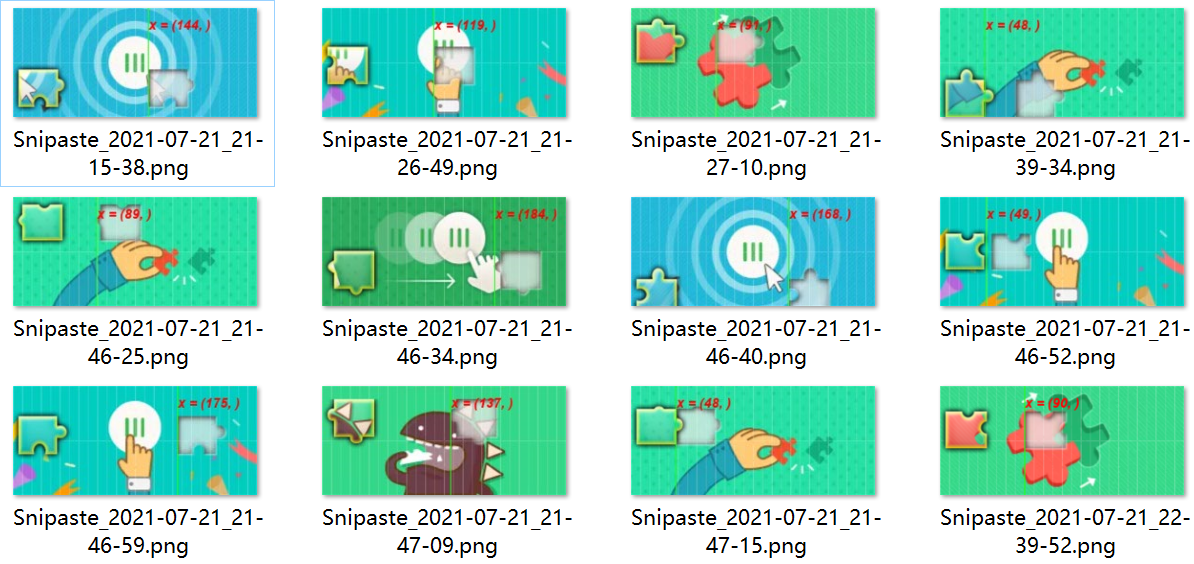 x = (144, )
x = (119, )
x = (91, )
x = (48, )
Snipaste_2021-07-21_21-
15-38.png
Snipaste_2021-07-21_21-
26-49.png
Snipaste_2021-07-21_21-
27-10.png
Snipaste_2021-07-21_21-
39-34.png
x = (89, )
x = (184, )
x = (168, )
x = (49, )
Snipaste_2021-07-21_21-
46-25.png
Snipaste_2021-07-21_21-
46-34.png
Snipaste_2021-07-21_21-
46-40.png
Snipaste_2021-07-21_21-
46-52.png
x = (175, )
x = (137, )
x = (48, )
x = (90, )
Snipaste_2021-07-21_21-
46-59.png
Snipaste_2021-07-21_21-
47-09.png
Snipaste_2021-07-21_21-
47-15.png
Snipaste_2021-07-21_22-
39-52.png